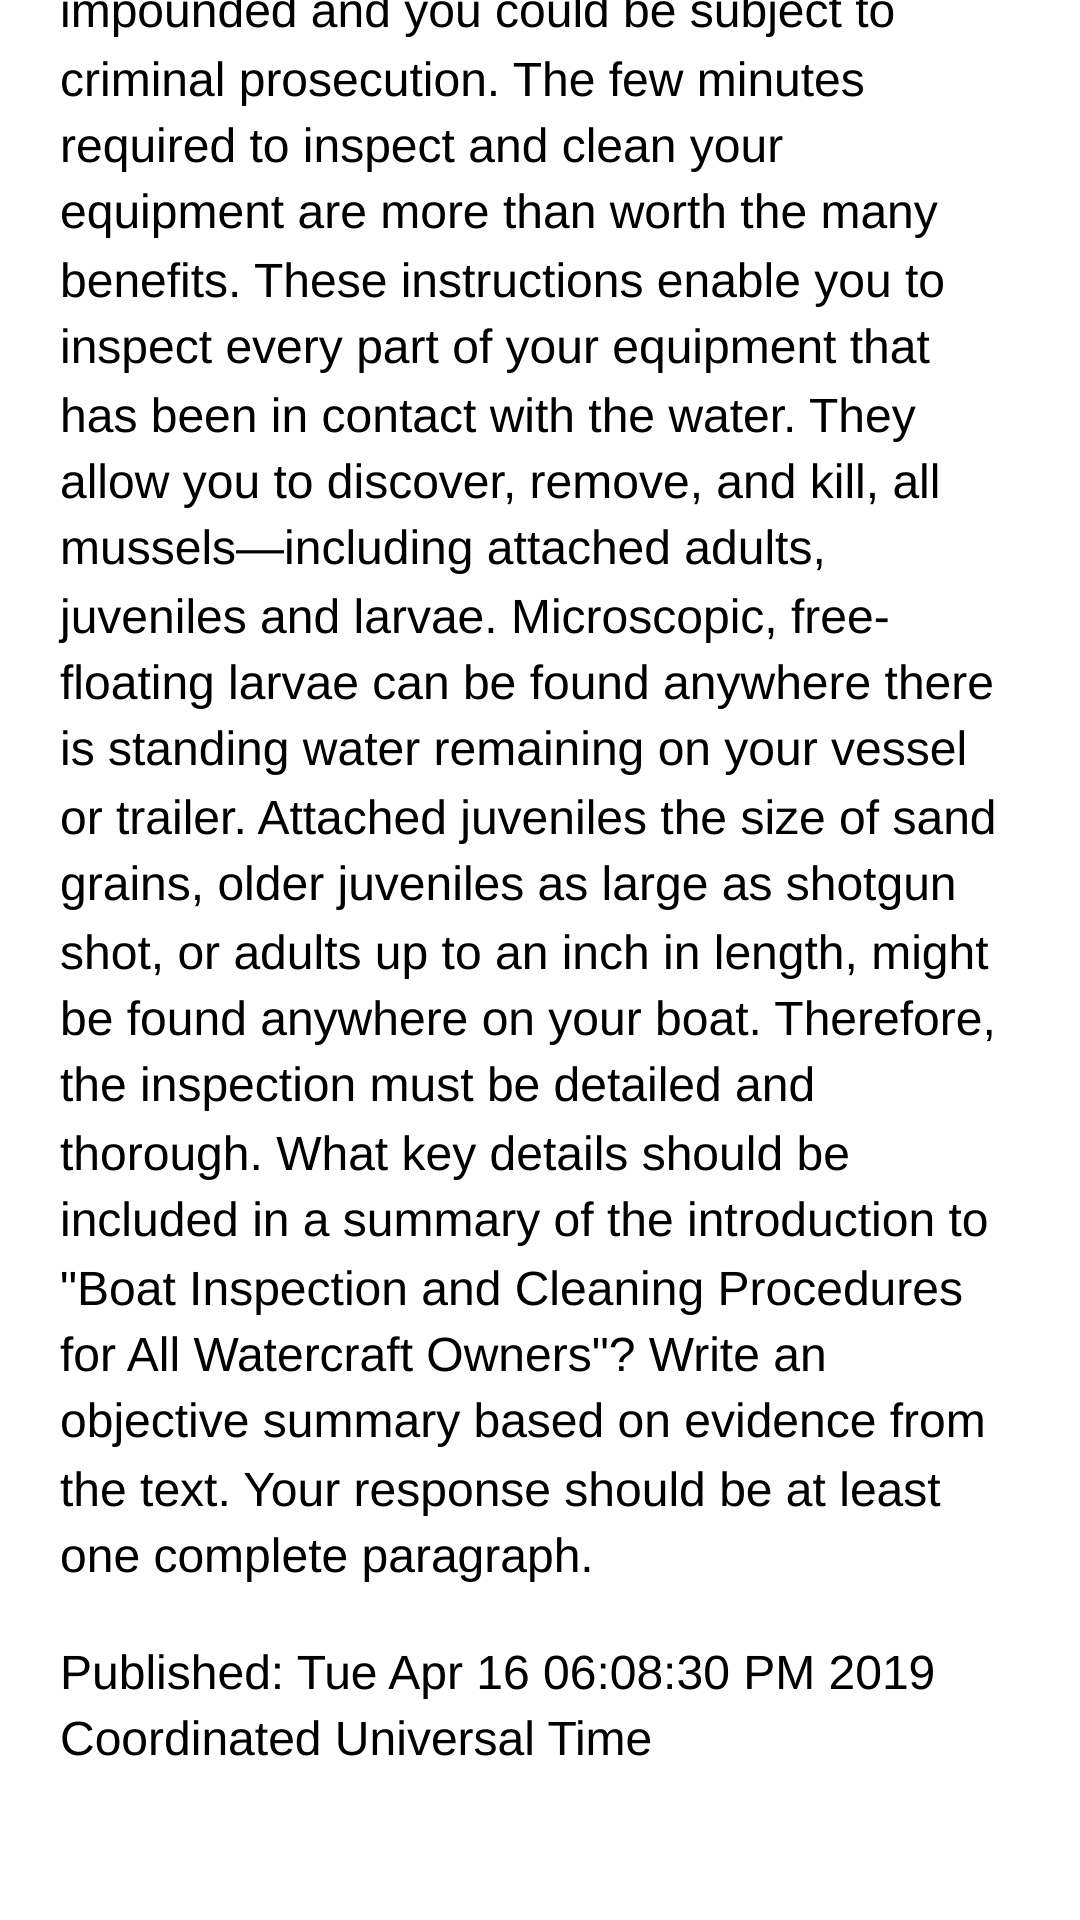 impounded and you could be subject to
criminal prosecution. The few minutes
required to inspect and clean your
equipment are more than worth the many
benefits. These instructions enable you to
inspect every part of your equipment that
has been in contact with the water. They
allow you to discover, remove, and kill, all
mussels—including attached adults,
juveniles and larvae. Microscopic, free-
floating larvae can be found anywhere there
is standing water remaining on your vessel
or trailer. Attached juveniles the size of sand
grains, older juveniles as large as shotgun
shot, or adults up to an inch in length, might
be found anywhere on your boat. Therefore,
the inspection must be detailed and
thorough. What key details should be
included in a summary of the introduction to
"Boat Inspection and Cleaning Procedures
for All Watercraft Owners"? Write an
objective summary based on evidence from
the text. Your response should be at least
one complete paragraph.
Published: Tue Apr 16 06:08:30 PM 2019
Coordinated Universal Time